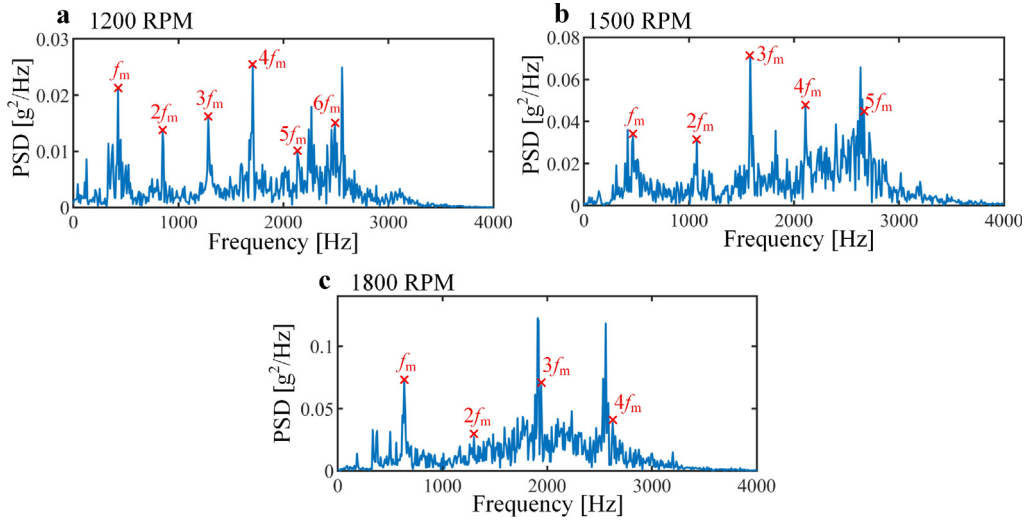 a 1200 RPM
PSD [g²/Hz]
0.03
0.02
0.01
0
fm
2fm
3fm
4fm
5fm
6fm
0 1000 2000 3000 4000
Frequency [Hz]
b 1500 RPM
PSD [g²/Hz]
0.08
0.06
0.04
0.02
0
fm
2fm
3fm
4fm
5fm
0 1000 2000 3000 4000
Frequency [Hz]
c 1800 RPM
PSD [g²/Hz]
0.1
0.05
0
fm
2fm
3fm
4fm
0 1000 2000 3000 4000
Frequency [Hz]